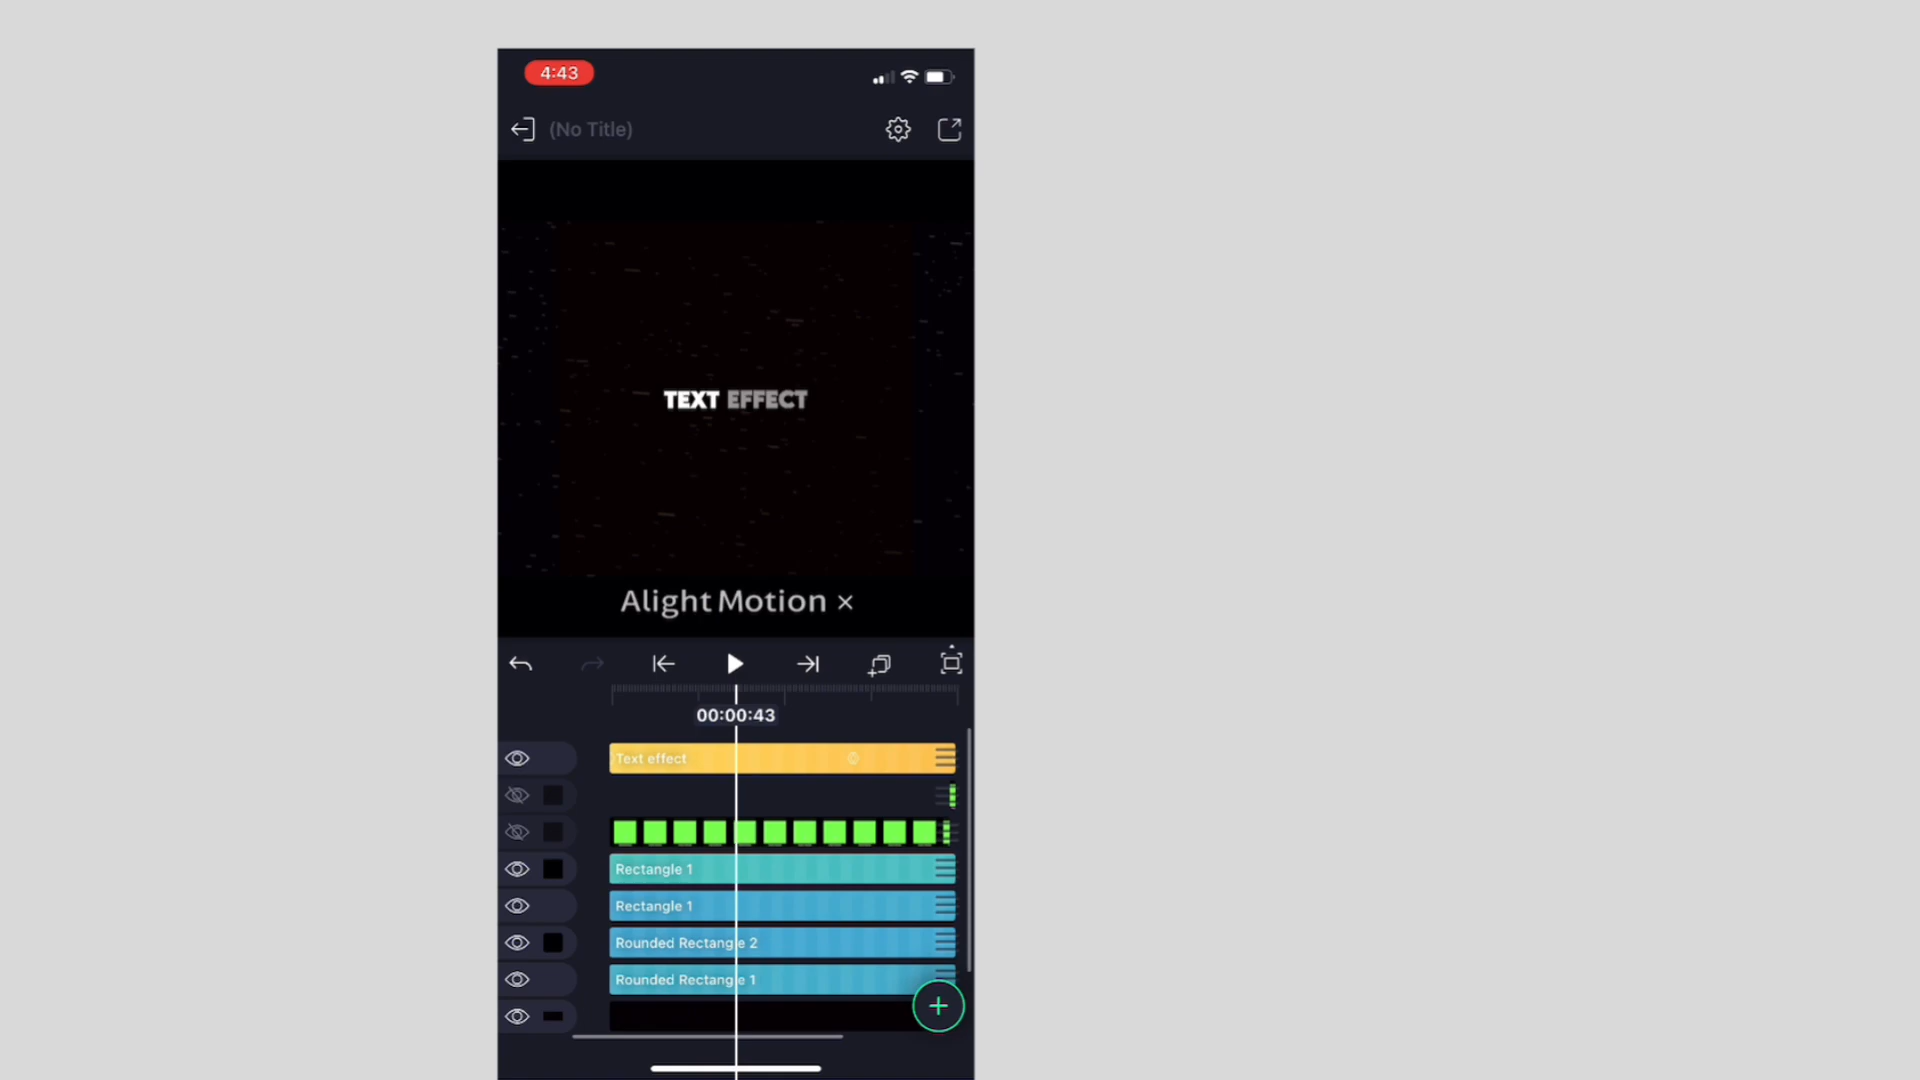 4:43
(No Title)
TEXT EFFECT
Alight Motion ×
00:00:43
Text effect
Rectangle 1
Rectangle 1
Rounded Rectangle 2
Rounded Rectangle 1